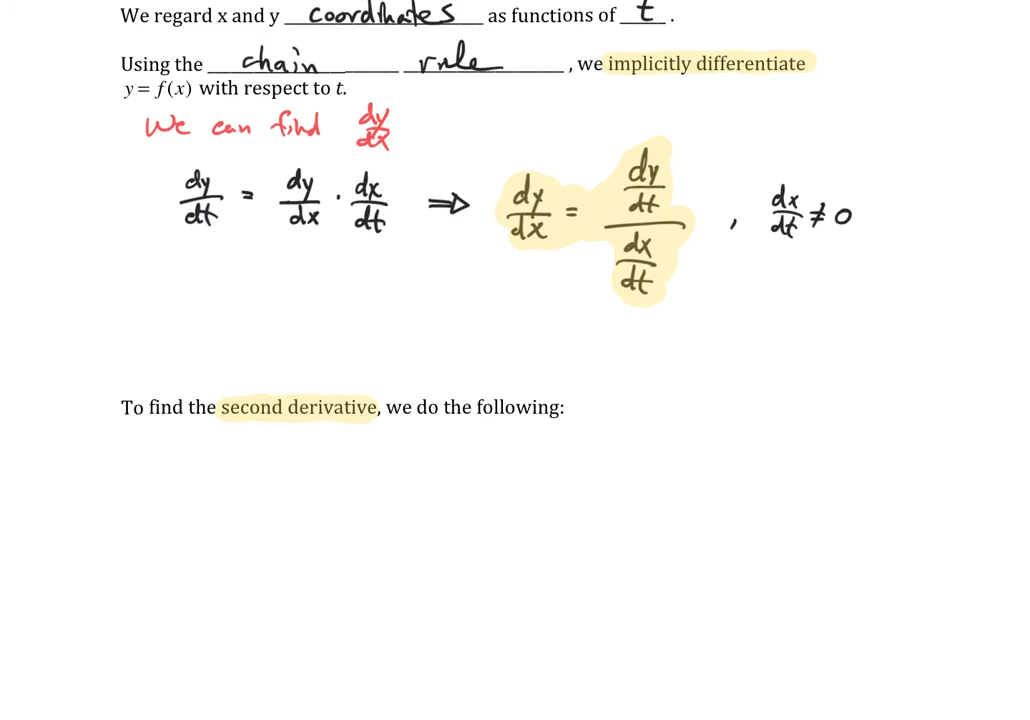 We regard x and y coordinates as functions of t.
Using the chain rule, we implicitly differentiate
y = f(x) with respect to t.
We can find dy/dx
dy/dt = dy/dx · dx/dt ⇒ dy/dx = (dy/dt)/(dx/dt) , dx/dt ≠ 0
To find the second derivative, we do the following: